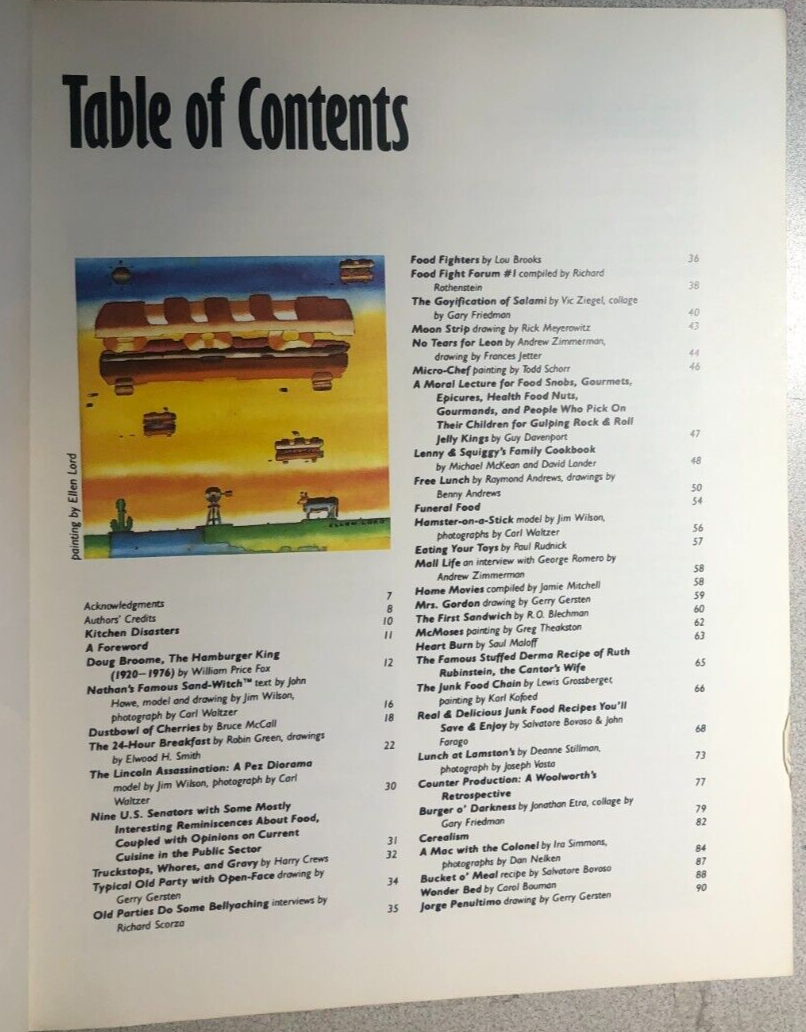 Table of Contents
ELLEN LORD
painting by Ellen Lord
Acknowledgments 7
Authors' Credits 8
Kitchen Disasters 10
A Foreword 11
Doug Broome, The Hamburger King
(1920–1976) by William Price Fox 12
Nathan's Famous Sand-Witch™ text by John
Howe, model and drawing by Jim Wilson,
photograph by Carl Waltzer 16
Dustbowl of Cherries by Bruce McCall 18
The 24-Hour Breakfast by Robin Green, drawings
by Elwood H. Smith 22
The Lincoln Assassination: A Pez Diorama
model by Jim Wilson, photograph by Carl
Waltzer 30
Nine U.S. Senators with Some Mostly
Interesting Reminiscences About Food,
Coupled with Opinions on Current
Cuisine in the Public Sector 31
Truckstops, Whores, and Gravy by Harry Crews 32
Typical Old Party with Open-Face drawing by
Gerry Gersten 34
Old Parties Do Some Bellyaching interviews by
Richard Scorza 35
Food Fighters by Lou Brooks 36
Food Fight Forum #1 compiled by Richard
Rothenstein 38
The Goyification of Salami by Vic Ziegel, collage
by Gary Friedman 40
Moon Strip drawing by Rick Meyerowitz 43
No Tears for Leon by Andrew Zimmerman,
drawing by Frances Jetter 44
Micro-Chef painting by Todd Schorr 46
A Moral Lecture for Food Snobs, Gourmets,
Epicures, Health Food Nuts,
Gourmands, and People Who Pick On
Their Children for Gulping Rock & Roll
Jelly Kings by Guy Davenport 47
Lenny & Squiggy's Family Cookbook
by Michael McKean and David Lander 48
Free Lunch by Raymond Andrews, drawings by
Benny Andrews 50
Funeral Food 54
Hamster-on-a-Stick model by Jim Wilson,
photographs by Carl Waltzer 56
Eating Your Toys by Paul Rudnick 57
Mall Life an interview with George Romero by
Andrew Zimmerman 58
Home Movies compiled by Jamie Mitchell 58
Mrs. Gordon drawing by Gerry Gersten 59
The First Sandwich by R.O. Blechman 60
McMoses painting by Greg Theakston 62
Heart Burn by Saul Maloff 63
The Famous Stuffed Derma Recipe of Ruth
Rubinstein, the Cantor's Wife 65
The Junk Food Chain by Lewis Grossberger,
painting by Karl Kofoed 66
Real & Delicious Junk Food Recipes You'll
Save & Enjoy by Salvatore Bovoso & John
Farago 68
Lunch at Lamston's by Deanne Stillman,
photograph by Joseph Vasta 73
Counter Production: A Woolworth's
Retrospective 77
Burger o' Darkness by Jonathan Etra, collage by
Gary Friedman 79
Cerealism 82
A Mac with the Colonel by Ira Simmons,
photographs by Dan Nelken 84
Bucket o' Meal recipe by Salvatore Bovoso 87
Wonder Bed by Carol Bouman 88
Jorge Penultimo drawing by Gerry Gersten 90